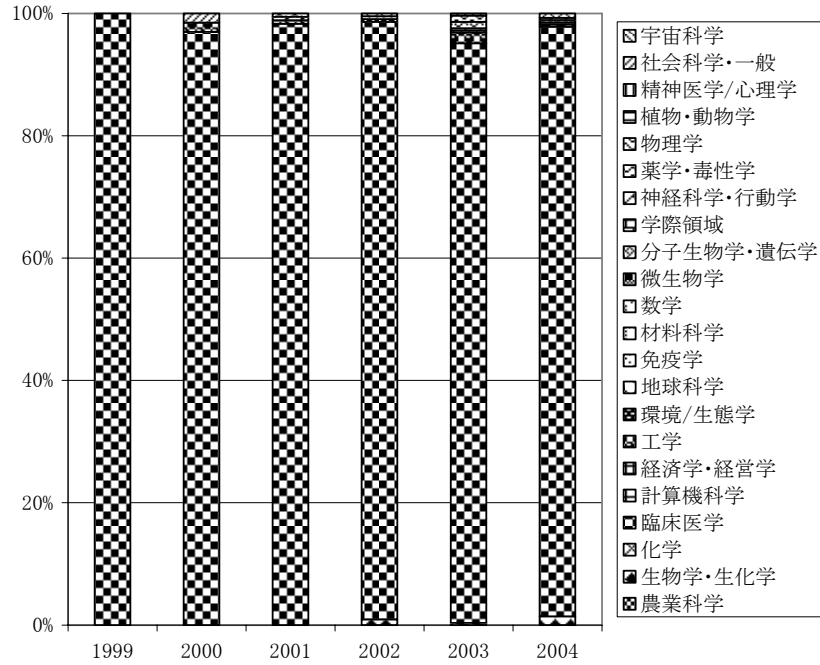 100%
80%
60%
40%
20%
0%
1999 2000 2001 2002 2003 2004
宇宙科学
社会科学・一般
精神医学/心理学
植物・動物学
物理学
薬学・毒性学
神経科学・行動学
学際領域
分子生物学・遺伝学
微生物学
数学
材料科学
免疫学
地球科学
環境/生態学
工学
経済学・経営学
計算機科学
臨床医学
化学
生物学・生化学
農業科学